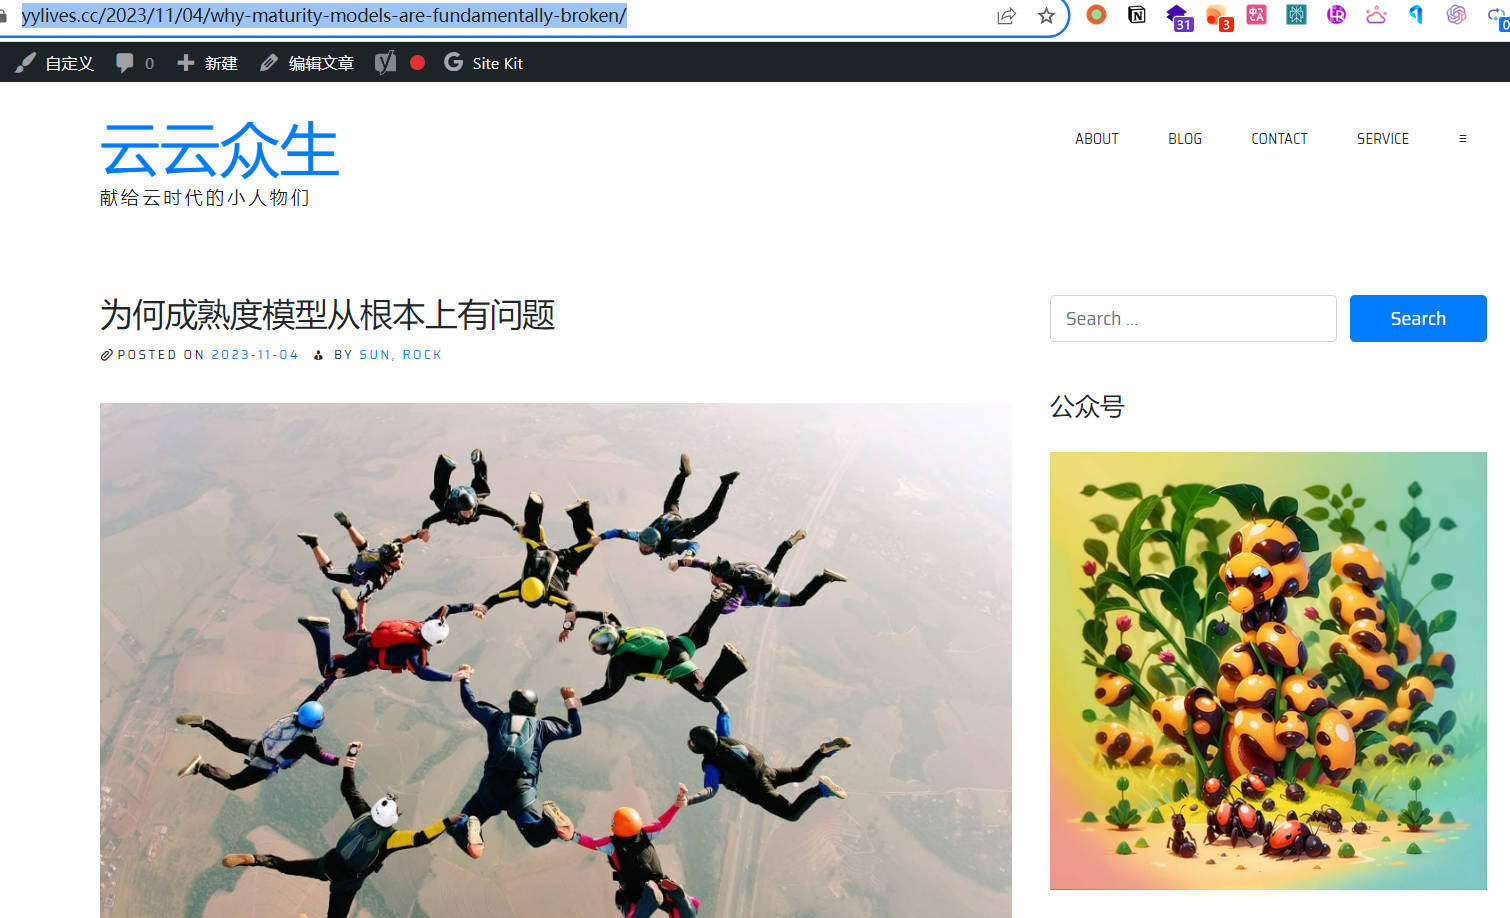 yylives.cc/2023/11/04/why-maturity-models-are-fundamentally-broken/
31
3
0
自定义 0 新建 编辑文章 Site Kit
云云众生
献给云时代的小人物们
ABOUT BLOG CONTACT SERVICE ☰
为何成熟度模型从根本上有问题
POSTED ON 2023-11-04 BY SUN, ROCK
Search ...
Search
公众号